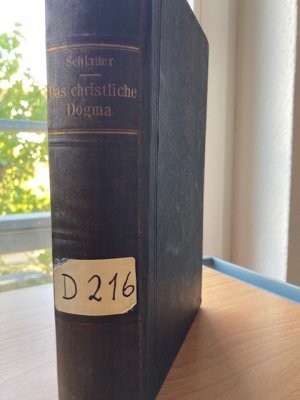 Schlatter
Das christliche
Dogma
D 216